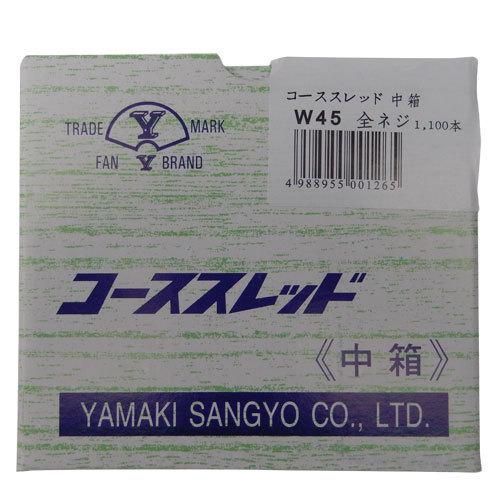 コーススレッド 中箱
W45 全ネジ 1,100本
4 988955 001265
TRADE Y MARK
FAN Y BRAND
コーススレッド
《中箱》
YAMAKI SANGYO CO., LTD.